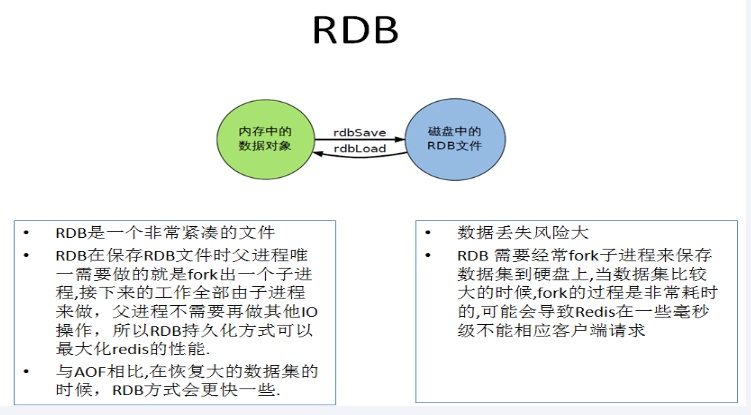 RDB
内存中的
数据对象
rdbSave
rdbLoad
磁盘中的
RDB文件
• RDB是一个非常紧凑的文件
• RDB在保存RDB文件时父进程唯
一需要做的就是fork出一个子进
程,接下来的工作全部由子进程
来做，父进程不需要再做其他IO
操作，所以RDB持久化方式可以
最大化redis的性能.
• 与AOF相比,在恢复大的数据集的
时候，RDB方式会更快一些.
• 数据丢失风险大
• RDB 需要经常fork子进程来保存
数据集到硬盘上,当数据集比较
大的时候,fork的过程是非常耗时
的,可能会导致Redis在一些毫秒
级不能相应客户端请求